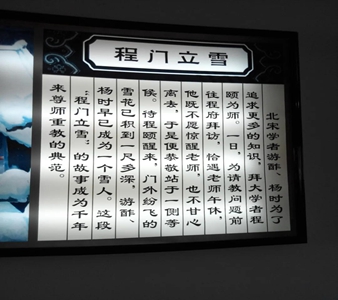 程门立雪
北宋学者游酢、杨时为了
追求更多的知识，拜大学者程
颐为师。一日，为请教问题前
往程府拜访，恰遇老师午休，
他既不愿惊醒老师，也不甘心
离去，于是便恭敬站于一侧等
候。待程颐醒来，门外纷飞的
雪花已积到一尺多深，游酢、
杨时早已成为一个雪人。这段
“程门立雪”的故事成为千年
来尊师重教的典范。